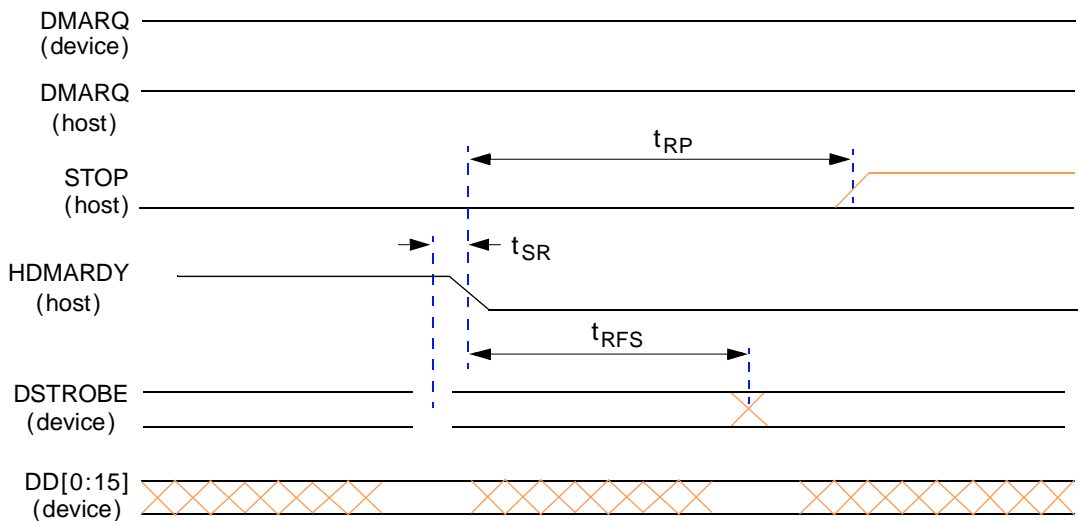 DMARQ
(device)
DMARQ
(host)
tRP
STOP
(host)
tSR
HDMARDY
(host)
tRFS
DSTROBE
(device)
DD[0:15]
(device)